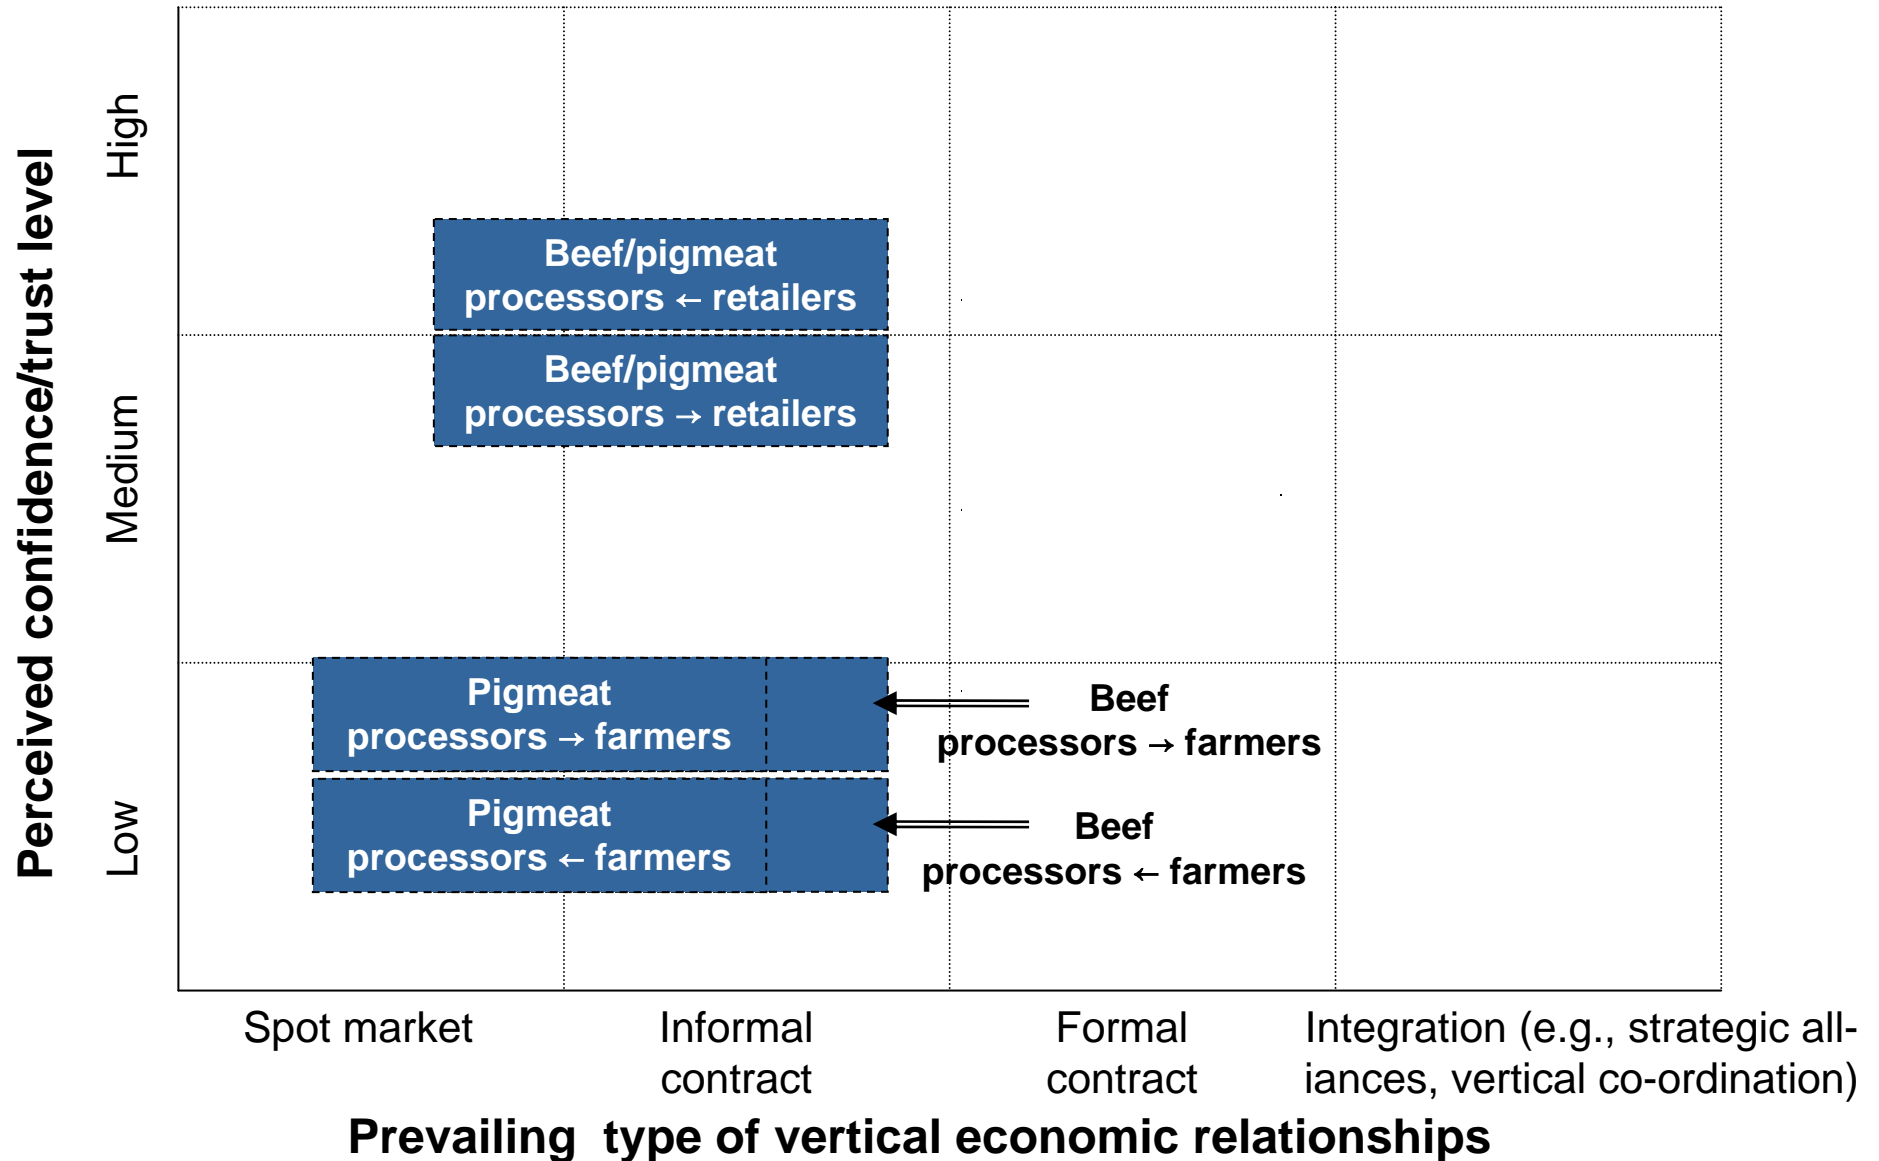 Perceived confidence/trust level
High
Medium
Low
Beef/pigmeat
processors ← retailers
Beef/pigmeat
processors → retailers
Pigmeat
processors → farmers
Beef
processors → farmers
Pigmeat
processors ← farmers
Beef
processors ← farmers
Spot market
Informal
contract
Formal
contract
Integration (e.g., strategic all-
iances, vertical co-ordination)
Prevailing  type of vertical economic relationships